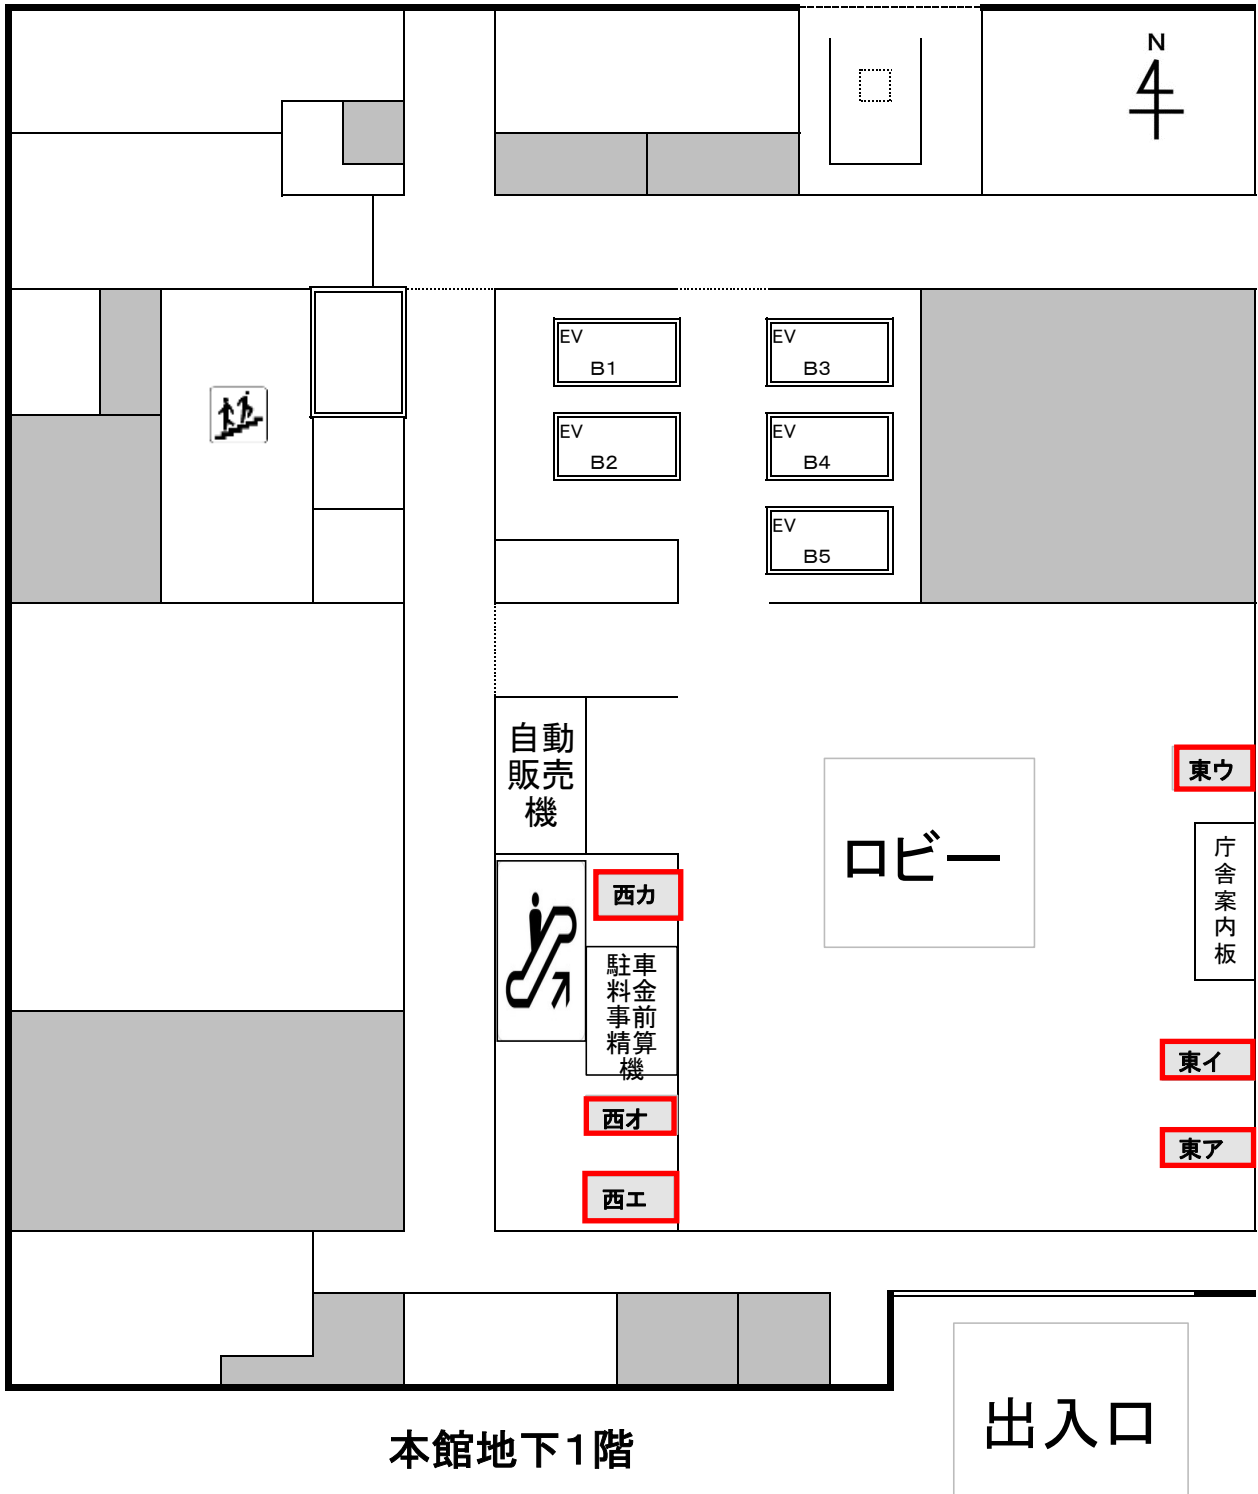 N
EV
B1
EV
B3
EV
B2
EV
B4
EV
B5
自動
販売
機
東ウ
ロビー
庁
舎
案
内
板
西カ
駐車
料金
事前
精算
機
東イ
西オ
東ア
西エ
出入口
本館地下1階